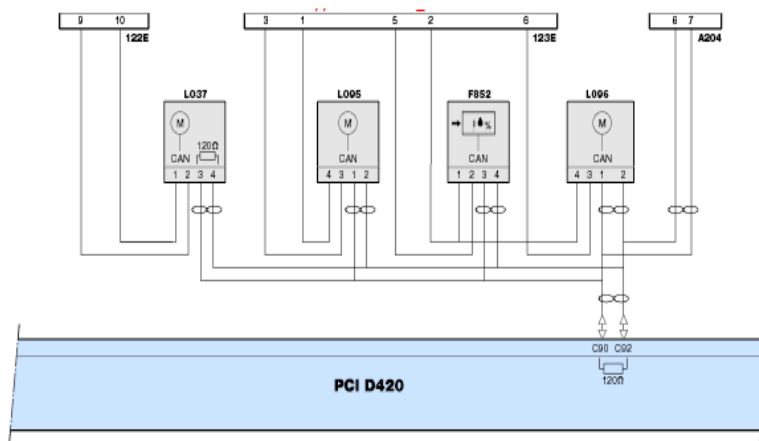 9 10 3 1 5 2 6 6 7
122E 123E A204
L037 L095 F852 L096
M M M
120Ω
CAN CAN CAN CAN
1 2 3 4 4 3 1 2 1 2 3 4 4 3 1 2
C90 C92
120Ω
PCI D420